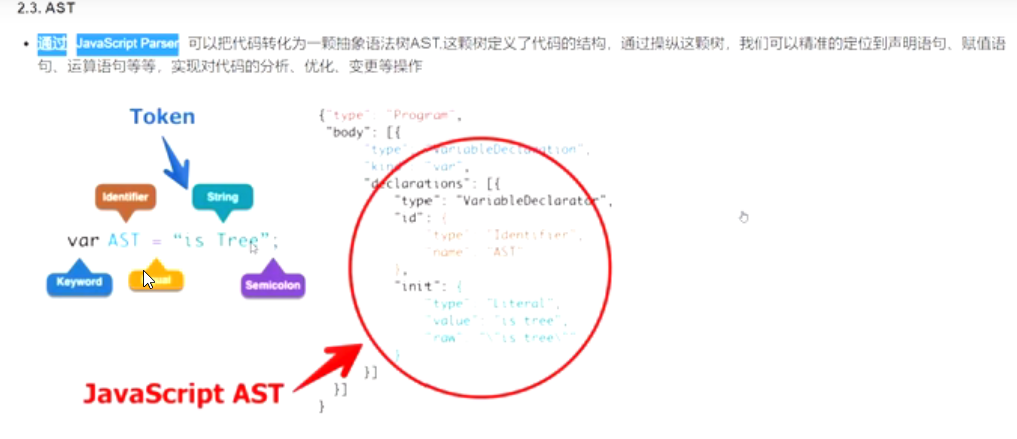 2.3. AST
• 通过 JavaScript Parser 可以把代码转化为一颗抽象语法树AST.这颗树定义了代码的结构，通过操纵这颗树，我们可以精准的定位到声明语句、赋值语
句、运算语句等等，实现对代码的分析、优化、变更等操作
Token
Identifier
String
var AST = "is Tree";
Keyword
Semicolon
JavaScript AST
{"type": "Program",
"body": [{
"type": "VariableDeclaration",
"kind": "var",
"declarations": [{
"type": "VariableDeclarator",
"id": {
"type": "Identifier",
"name": "AST"
},
"init": {
"type": "Literal",
"value": "is tree",
"raw": "\"is tree\""
}
}]
}]
}